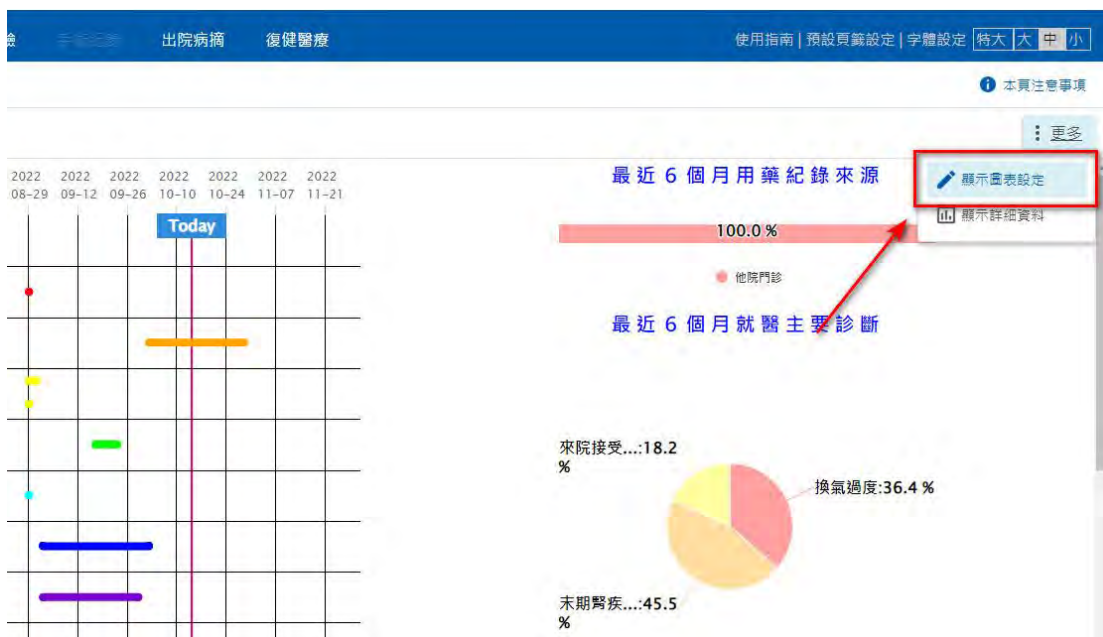 出院病摘 復健醫療 使用指南 | 預設頁籤設定 | 字體設定 特大 大 中 小
本頁注意事項
更多
2022 2022 2022 2022 2022 2022 2022
08-29 09-12 09-26 10-10 10-24 11-07 11-21
Today
最近6個月用藥紀錄來源
顯示圖表設定
顯示詳細資料
100.0 %
他院門診
最近6個月就醫主要診斷
來院接受...:18.2
%
換氣過度:36.4 %
末期腎疾...:45.5
%